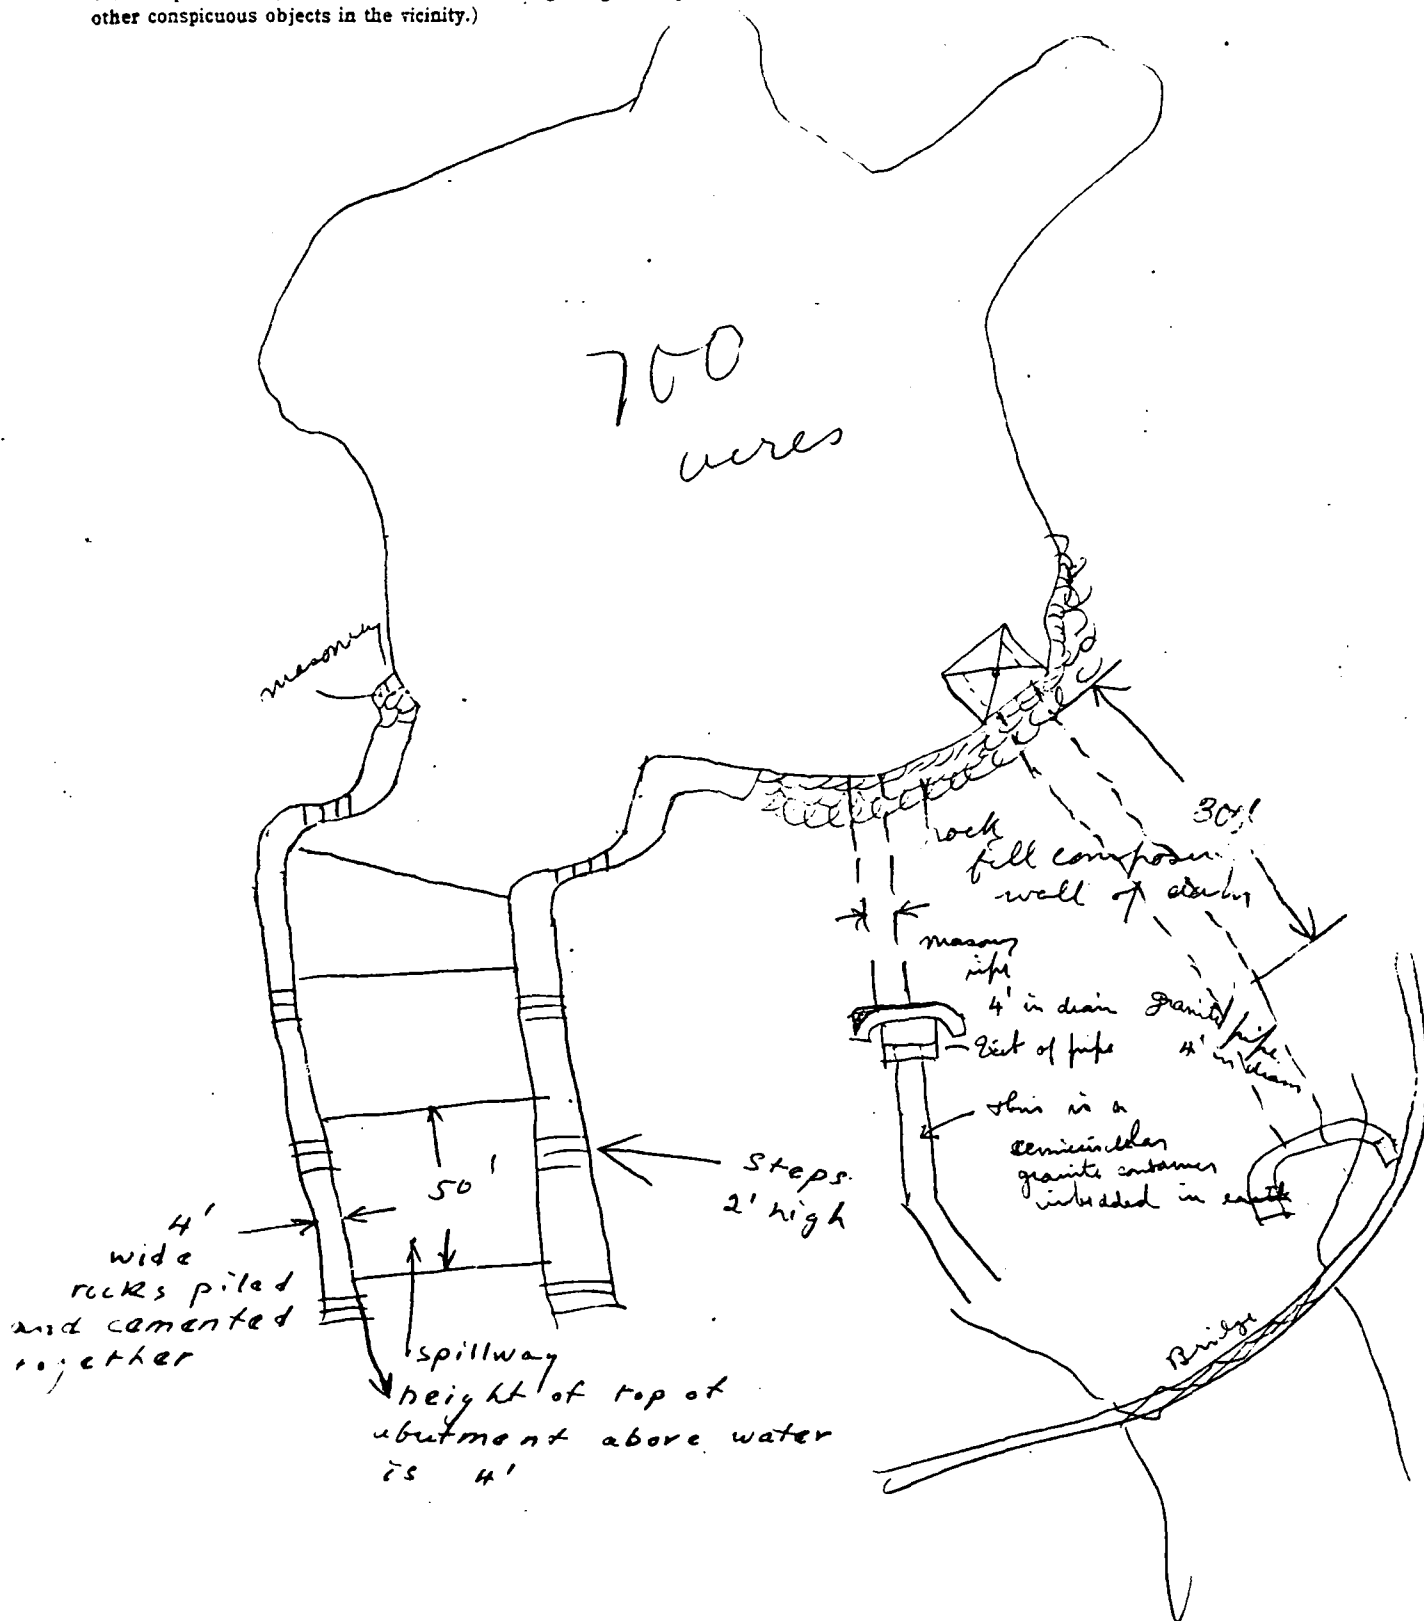 other conspicuous objects in the vicinity.)
700
acres
masonry
30'
rock
fill composer
wall of dam
masonry
pipe
4' in diam
Exit of pipe
granite pipe
4' in diam
this is a
semicircular
granite container
imbedded in earth
Steps
2' high
50'
4'
wide
rocks piled
and cemented
together
spillway
height of top of
abutment above water
is 4'
Bridge